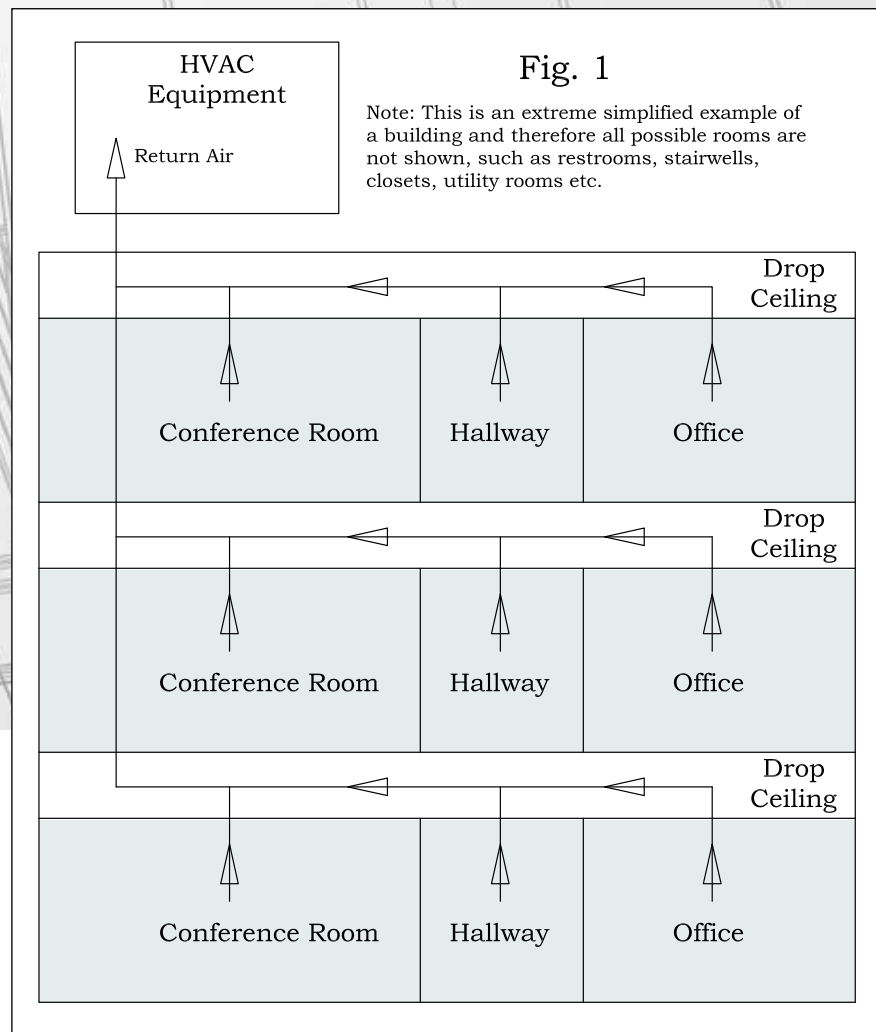 HVAC
Equipment
Return Air
Fig. 1
Note: This is an extreme simplified example of
a building and therefore all possible rooms are
not shown, such as restrooms, stairwells,
closets, utility rooms etc.
Drop
Ceiling
Conference Room
Hallway
Office
Drop
Ceiling
Conference Room
Hallway
Office
Drop
Ceiling
Conference Room
Hallway
Office